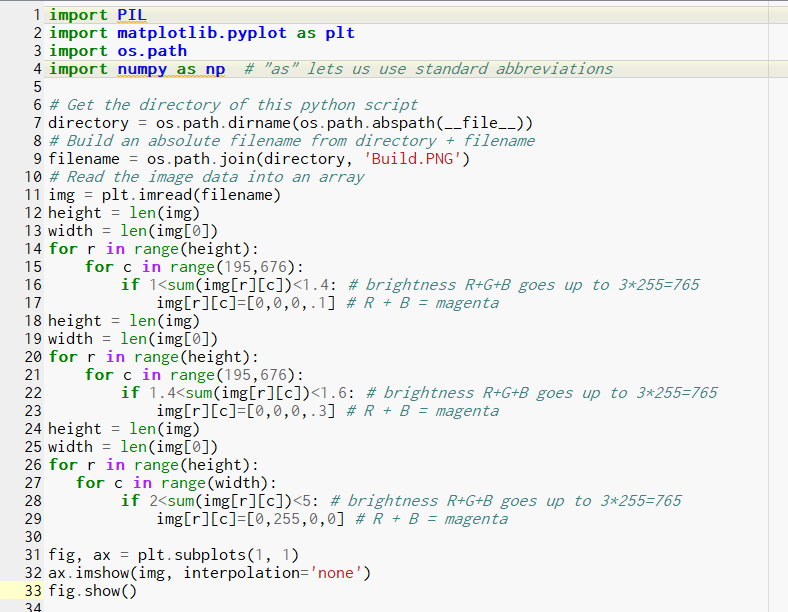 1 import PIL
2 import matplotlib.pyplot as plt
3 import os.path
4 import numpy as np  # "as" lets us use standard abbreviations
5
6 # Get the directory of this python script
7 directory = os.path.dirname(os.path.abspath(__file__))
8 # Build an absolute filename from directory + filename
9 filename = os.path.join(directory, 'Build.PNG')
10 # Read the image data into an array
11 img = plt.imread(filename)
12 height = len(img)
13 width = len(img[0])
14 for r in range(height):
15     for c in range(195,676):
16         if 1<sum(img[r][c])<1.4: # brightness R+G+B goes up to 3*255=765
17             img[r][c]=[0,0,0,.1] # R + B = magenta
18 height = len(img)
19 width = len(img[0])
20 for r in range(height):
21     for c in range(195,676):
22         if 1.4<sum(img[r][c])<1.6: # brightness R+G+B goes up to 3*255=765
23             img[r][c]=[0,0,0,.3] # R + B = magenta
24 height = len(img)
25 width = len(img[0])
26 for r in range(height):
27    for c in range(width):
28         if 2<sum(img[r][c])<5: # brightness R+G+B goes up to 3*255=765
29             img[r][c]=[0,255,0,0] # R + B = magenta
30
31 fig, ax = plt.subplots(1, 1)
32 ax.imshow(img, interpolation='none')
33 fig.show()
34